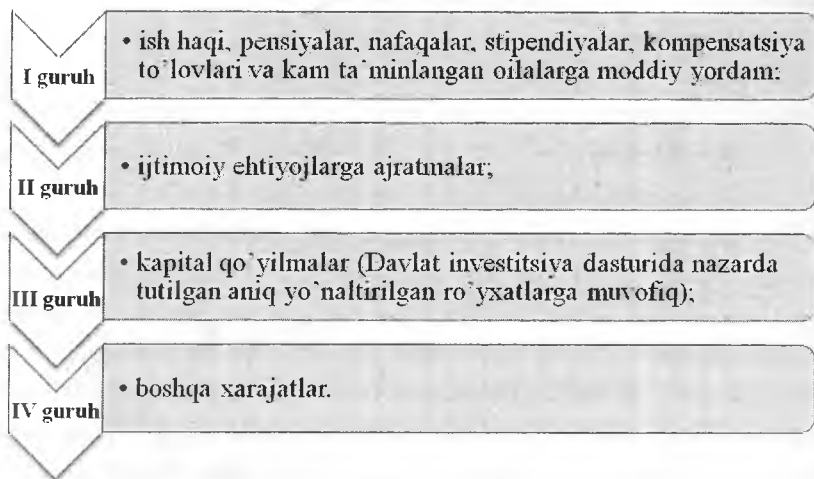 I guruh
• ish haqi, pensiyalar, nafaqalar, stipendiyalar, kompensatsiya
to`lovlari va kam ta`minlangan oilalarga moddiy yordam:
II guruh
• ijtimoiy ehtiyojlarga ajratmalar;
III guruh
• kapital qo`yilmalar (Davlat investitsiya dasturida nazarda
tutilgan aniq yo`naltirilgan ro`yxatlarga muvofiq);
IV guruh
• boshqa xarajatlar.